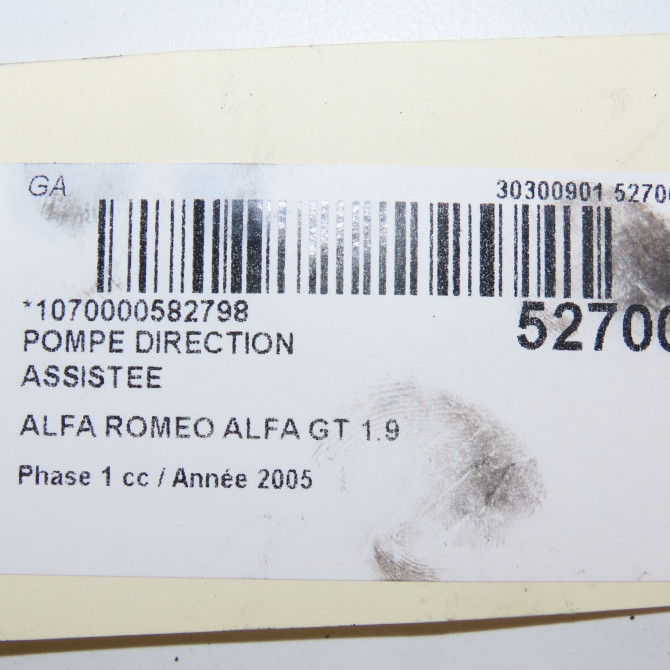 GA
30300901 52700
*1070000582798
52700
POMPE DIRECTION
ASSISTEE
ALFA ROMEO ALFA GT 1.9
Phase 1 cc / Année 2005